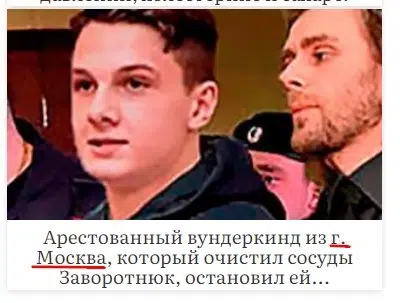 Арестованный вундеркинд из г.
Москва, который очистил сосуды
Заворотнюк, остановил ей...